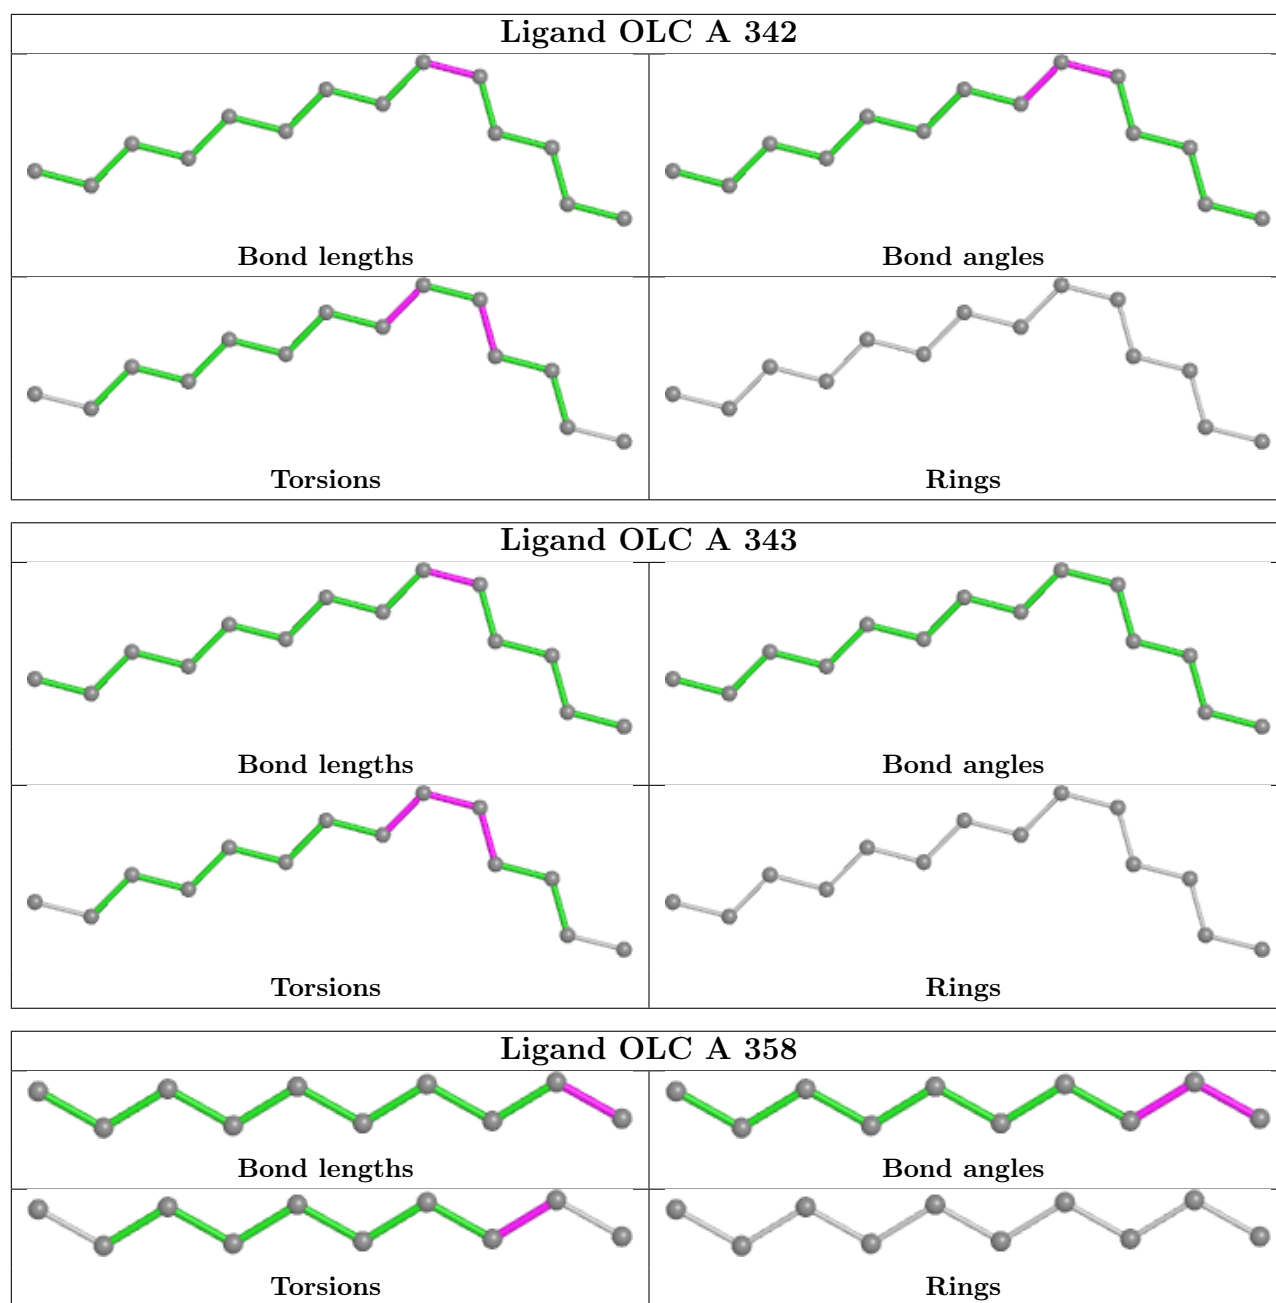 Ligand OLC A 342
Bond lengths
Bond angles
Torsions
Rings
Ligand OLC A 343
Bond lengths
Bond angles
Torsions
Rings
Ligand OLC A 358
Bond lengths
Bond angles
Torsions
Rings